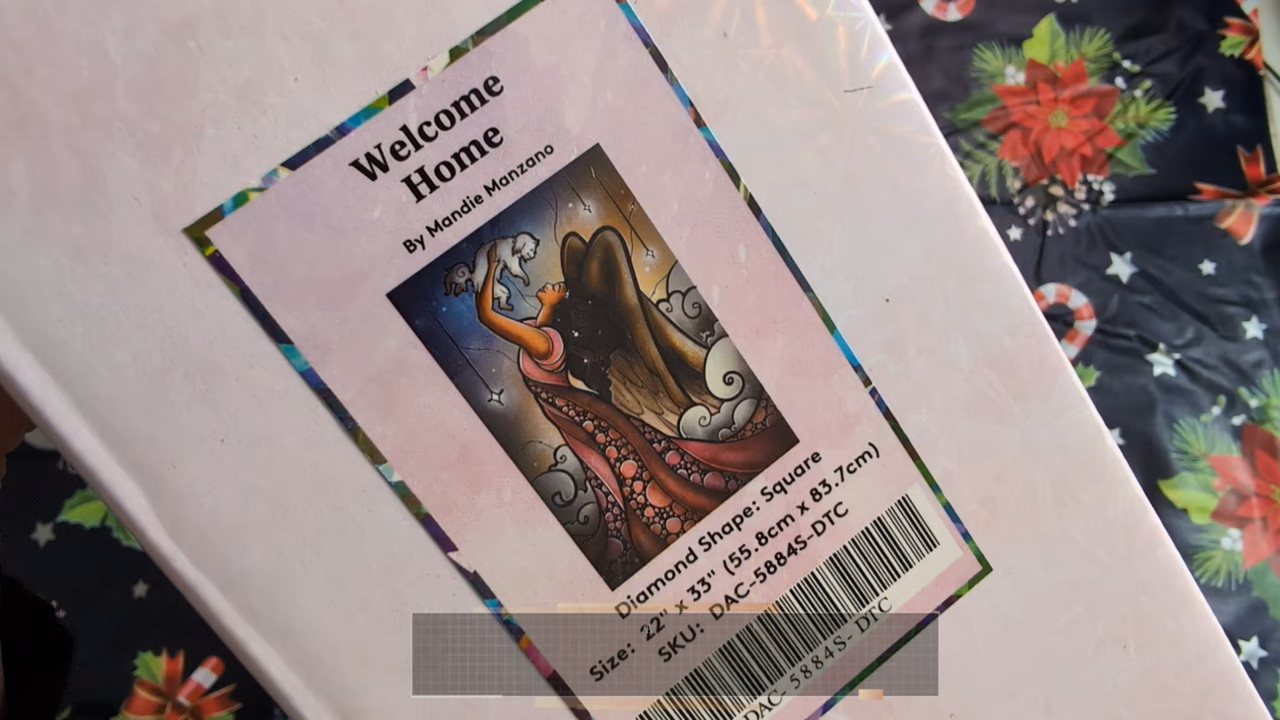 Welcome
Home
By Mandie Manzano
Diamond Shape: Square
Size: 22" x 33" (55.8cm x 83.7cm)
SKU: DAC-5884S-DTC
DAC- 5884S- DTC